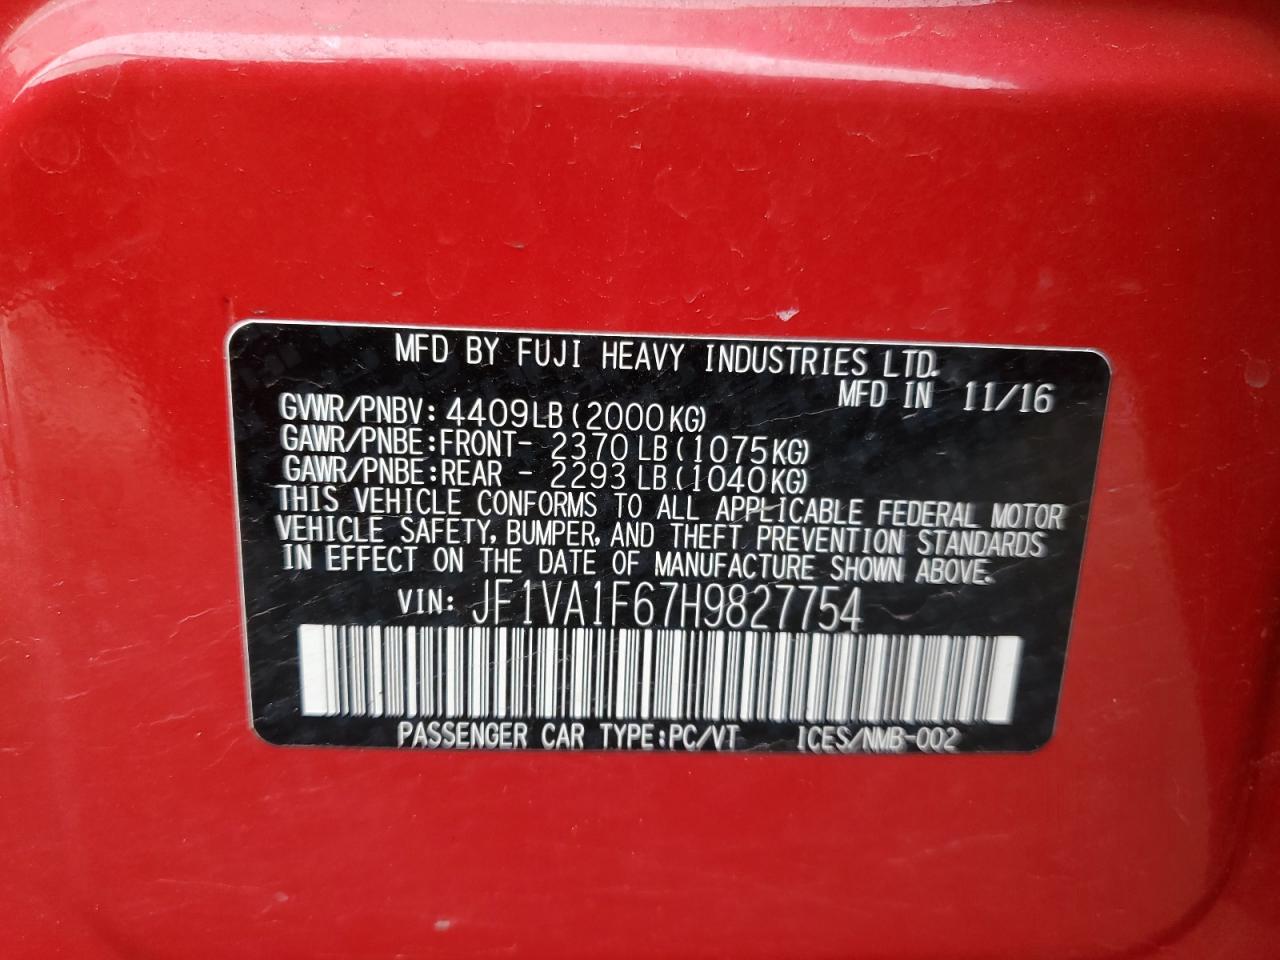 MFD BY FUJI HEAVY INDUSTRIES LTD.
MFD IN 11/16
GVWR/PNBV: 4409LB (2000KG)
GAWR/PNBE:FRONT- 2370 LB (1075KG)
GAWR/PNBE:REAR - 2293 LB (1040KG)
THIS VEHICLE CONFORMS TO ALL APPLICABLE FEDERAL MOTOR
VEHICLE SAFETY, BUMPER, AND THEFT PREVENTION STANDARDS
IN EFFECT ON THE DATE OF MANUFACTURE SHOWN ABOVE.
VIN: JF1VA1F67H9827754
PASSENGER CAR TYPE:PC/VT ICES/NMB-002